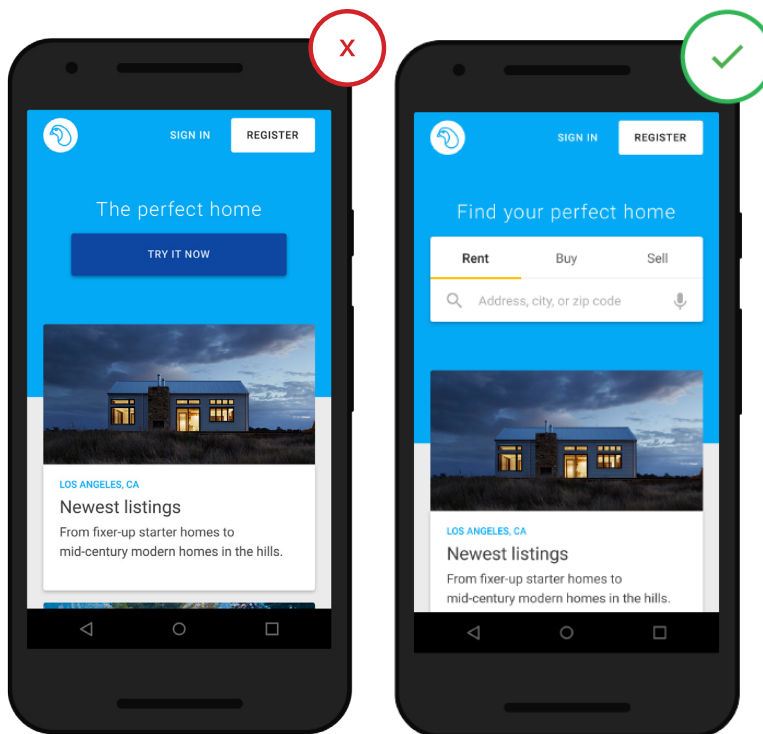 X
SIGN IN
REGISTER
The perfect home
TRY IT NOW
LOS ANGELES, CA
Newest listings
From fixer-up starter homes to
mid-century modern homes in the hills.
SIGN IN
REGISTER
Find your perfect home
Rent
Buy
Sell
Address, city, or zip code
LOS ANGELES, CA
Newest listings
From fixer-up starter homes to
mid-century modern homes in the hills.